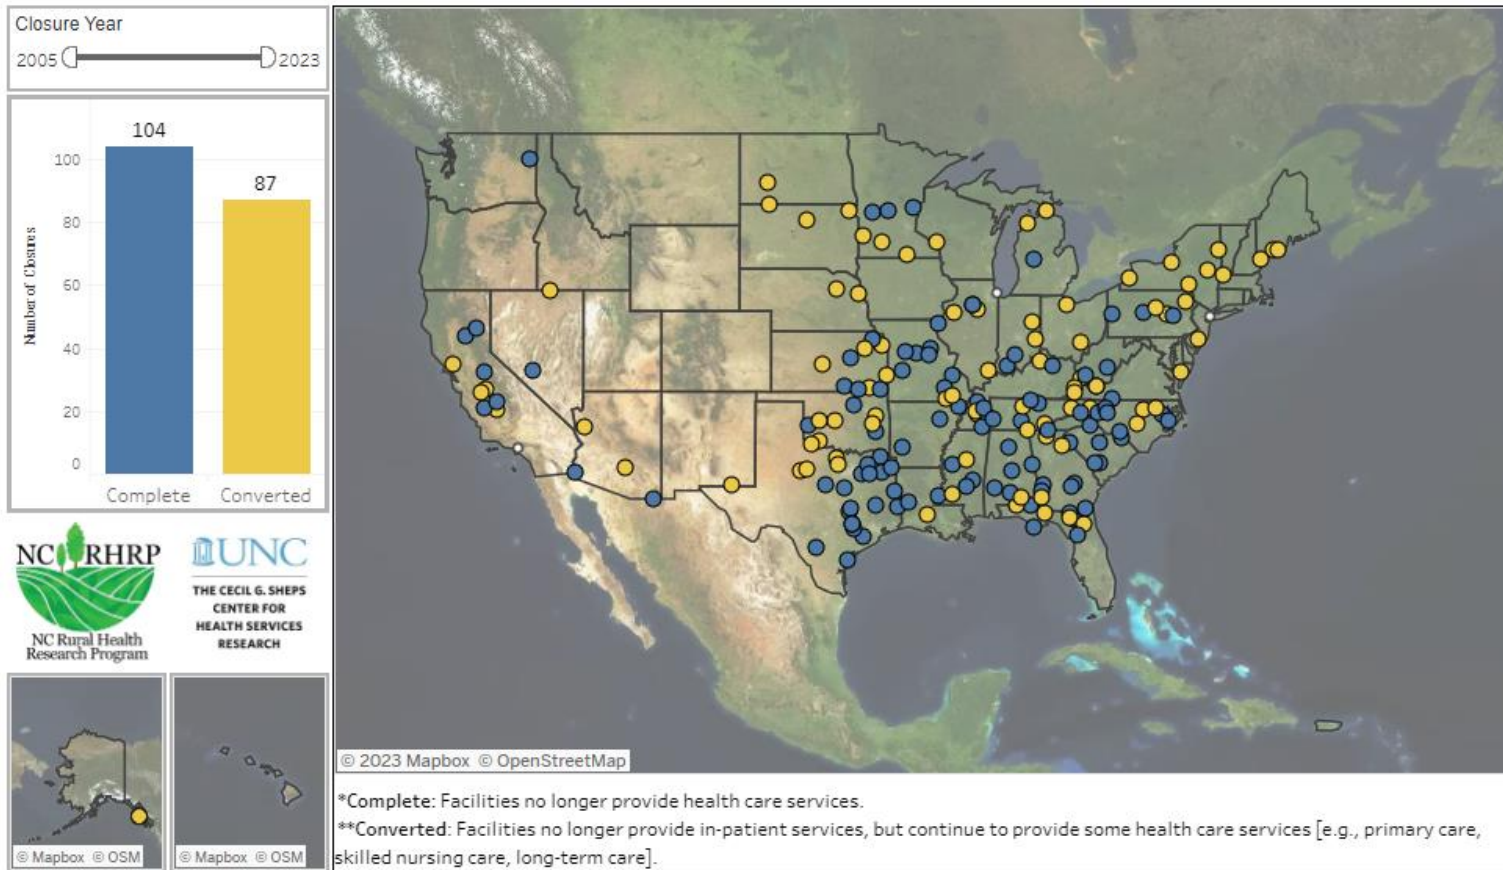 Closure Year
2005
2023
104
87
100
80
60
40
20
0
Number of Closures
Complete
Converted
NC RHRP
NC Rural Health
Research Program
UNC
THE CECIL G. SHEPS
CENTER FOR
HEALTH SERVICES
RESEARCH
© Mapbox © OSM
© Mapbox © OSM
© 2023 Mapbox © OpenStreetMap
*Complete: Facilities no longer provide health care services.
**Converted: Facilities no longer provide in-patient services, but continue to provide some health care services [e.g., primary care,
skilled nursing care, long-term care].